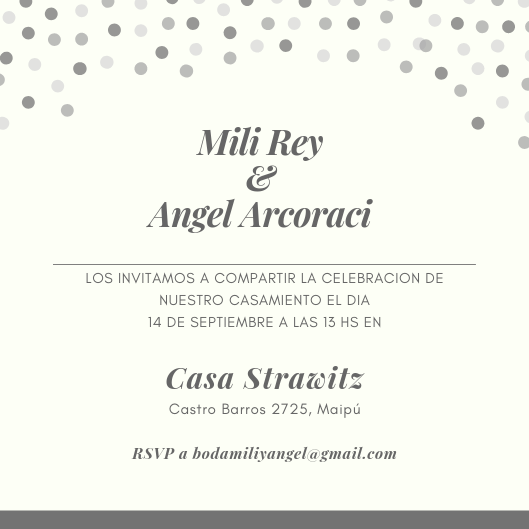 Mili Rey
&
Angel Arcoraci
LOS INVITAMOS A COMPARTIR LA CELEBRACION DE
NUESTRO CASAMIENTO EL DIA
14 DE SEPTIEMBRE A LAS 13 HS EN
Casa Strawitz
Castro Barros 2725, Maipú
RSVP a bodamiliyangel@gmail.com